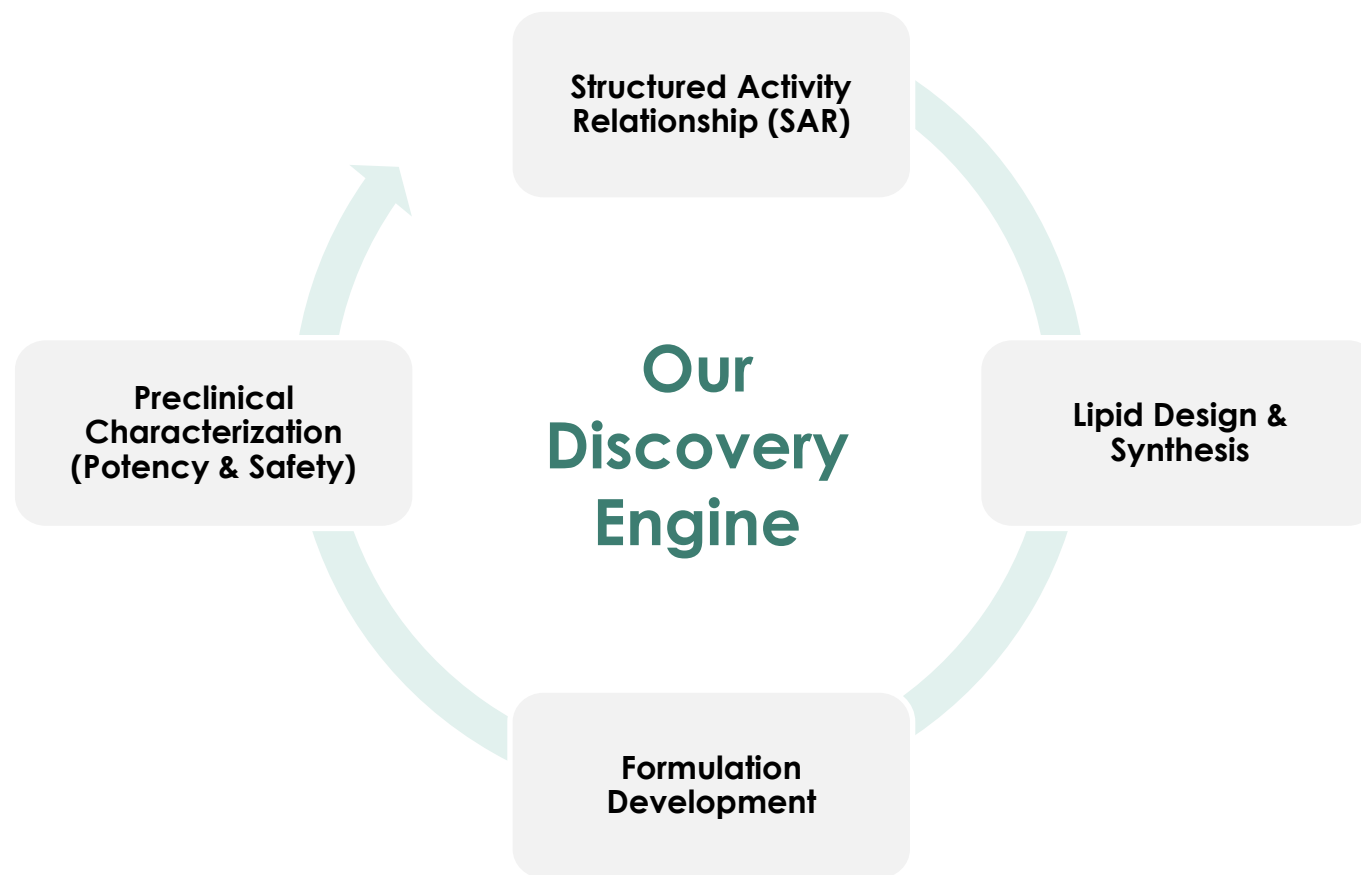 Structured Activity
Relationship (SAR)
Our
Discovery
Engine
Preclinical
Characterization
(Potency & Safety)
Lipid Design &
Synthesis
Formulation
Development